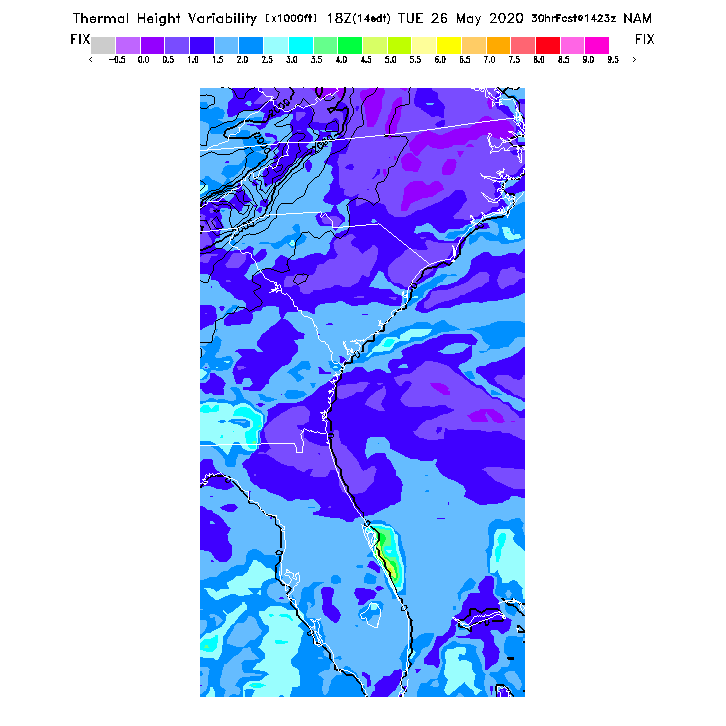 Thermal Height Variability [x1000ft] 18Z(14edt) TUE 26 May 2020 30hrFcst@1423z NAM
FIX FIX
< -0.5 0.0 0.5 1.0 1.5 2.0 2.5 3.0 3.5 4.0 4.5 5.0 5.5 6.0 6.5 7.0 7.5 8.0 8.5 9.0 9.5 >